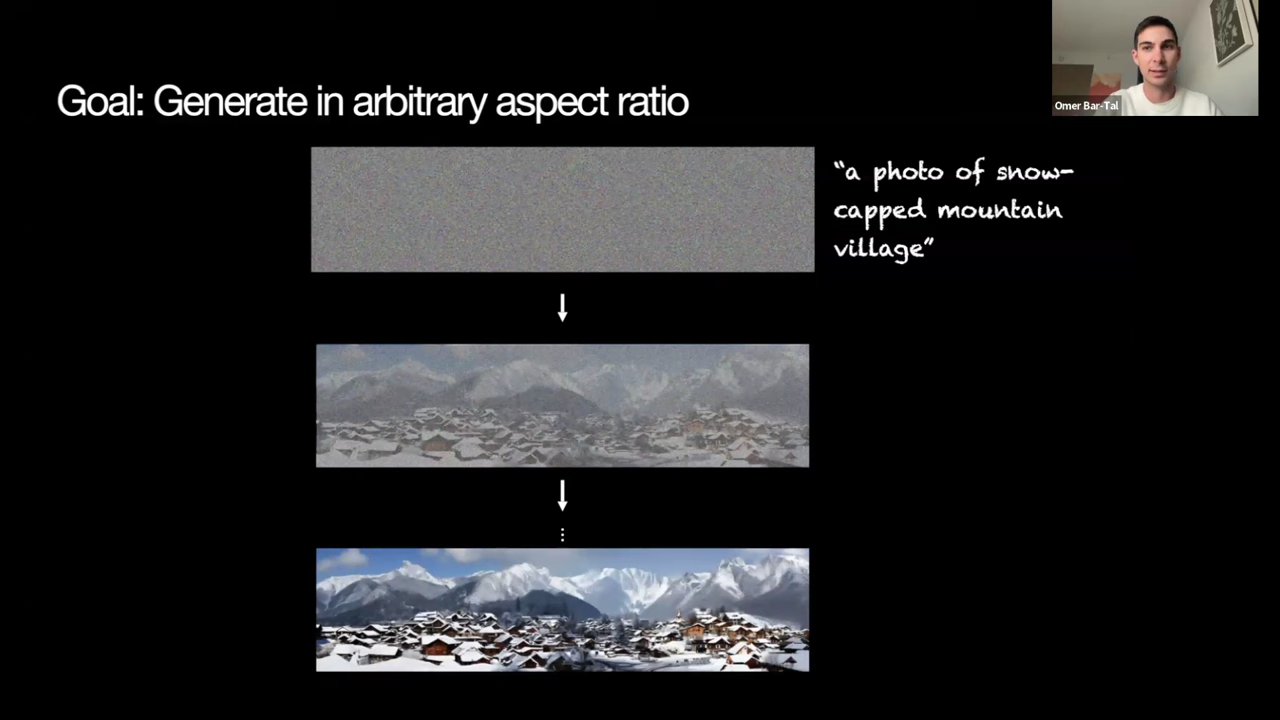 Goal: Generate in arbitrary aspect ratio
Omer Bar-Tal
“a photo of snow-
capped mountain
village”